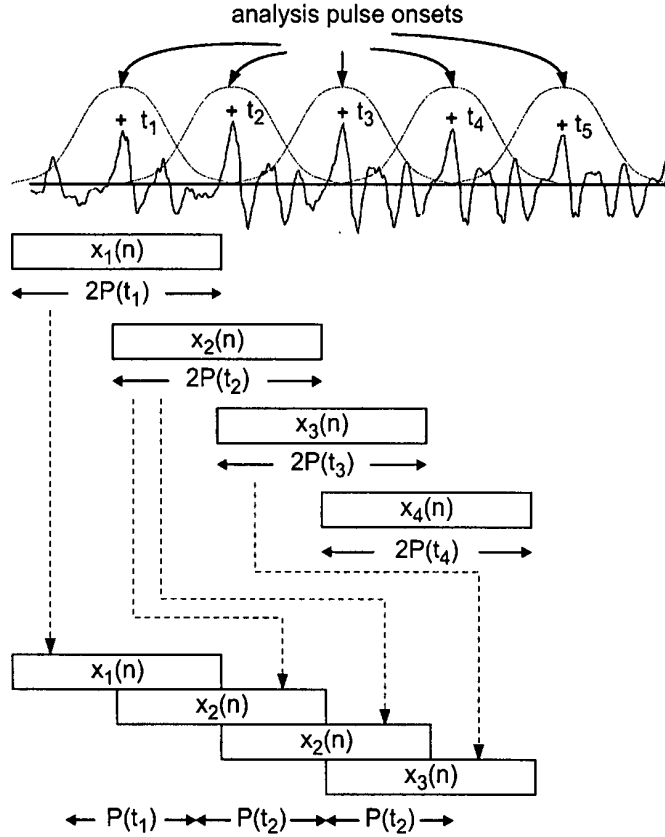 analysis pulse onsets
+ t₁ + t₂ + t₃ + t₄ + t₅
x₁(n)
2P(t₁)
x₂(n)
2P(t₂)
x₃(n)
2P(t₃)
x₄(n)
2P(t₄)
x₁(n)
x₂(n)
x₂(n)
x₃(n)
P(t₁) P(t₂) P(t₂)